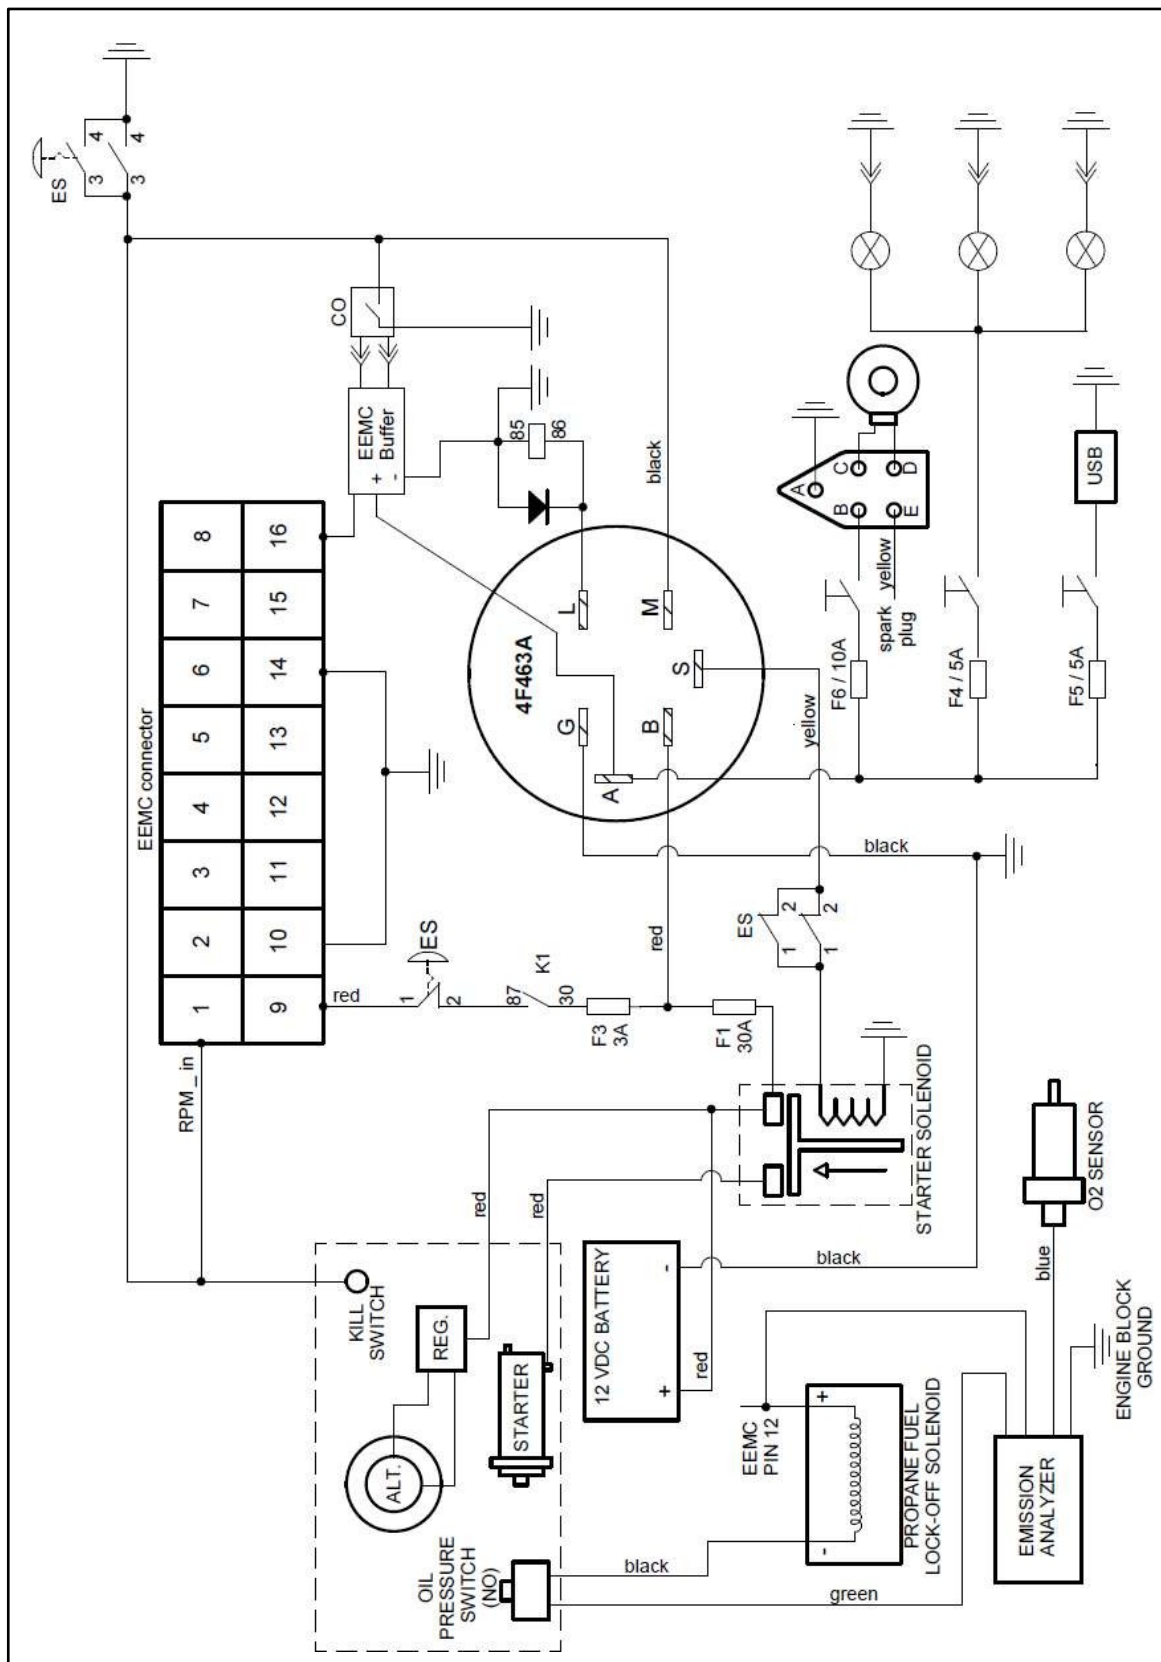 ES
3
4
3
4
EEMC connector
1
2
3
4
5
6
7
8
9
10
11
12
13
14
15
16
RPM_ in
red
1
2
ES
87
30
K1
F3
3A
F1
30A
red
CO
EEMC
Buffer
+
-
85
86
black
4F463A
A
G
L
B
M
S
yellow
black
ES
1
2
1
2
A
B
C
D
E
spark
plug
yellow
F6 / 10A
F4 / 5A
F5 / 5A
USB
KILL
SWITCH
REG.
ALT.
STARTER
OIL
PRESSURE
SWITCH
(NO)
red
red
STARTER SOLENOID
12 VDC BATTERY
+
-
red
black
black
green
EEMC
PIN 12
+
-
PROPANE FUEL
LOCK-OFF SOLENOID
EMISSION
ANALYZER
blue
O2 SENSOR
ENGINE BLOCK
GROUND